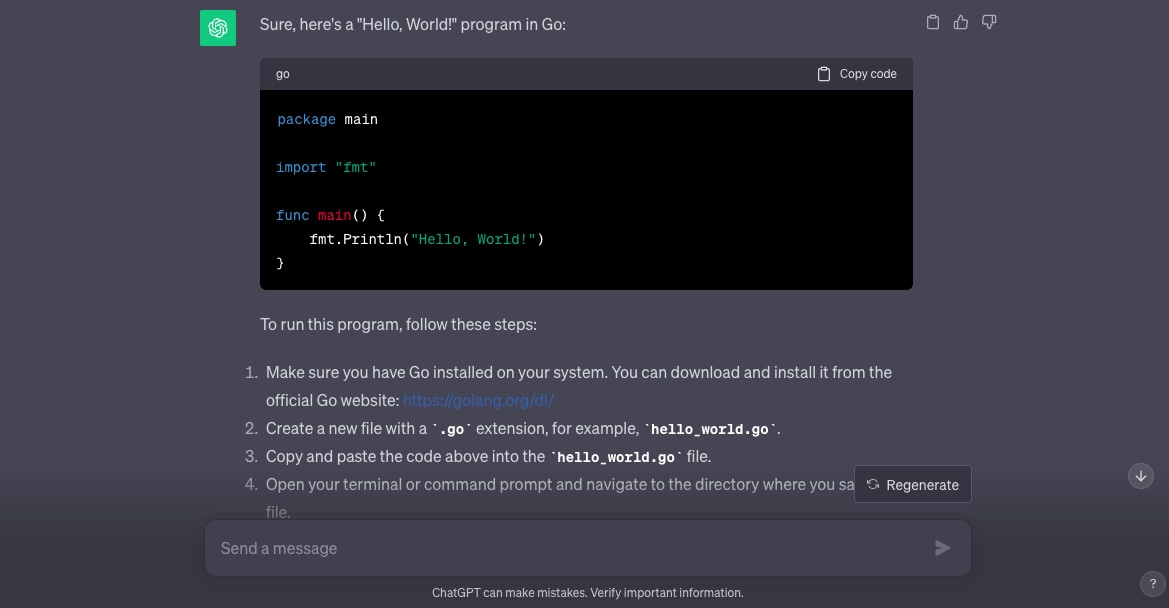 Sure, here's a "Hello, World!" program in Go:
go
Copy code
package main
import "fmt"
func main() {
    fmt.Println("Hello, World!")
}
To run this program, follow these steps:
1. Make sure you have Go installed on your system. You can download and install it from the
official Go website: https://golang.org/dl/
2. Create a new file with a `.go` extension, for example, `hello_world.go`.
3. Copy and paste the code above into the `hello_world.go` file.
4. Open your terminal or command prompt and navigate to the directory where you sa
Regenerate
file.
Send a message
ChatGPT can make mistakes. Verify important information.
?